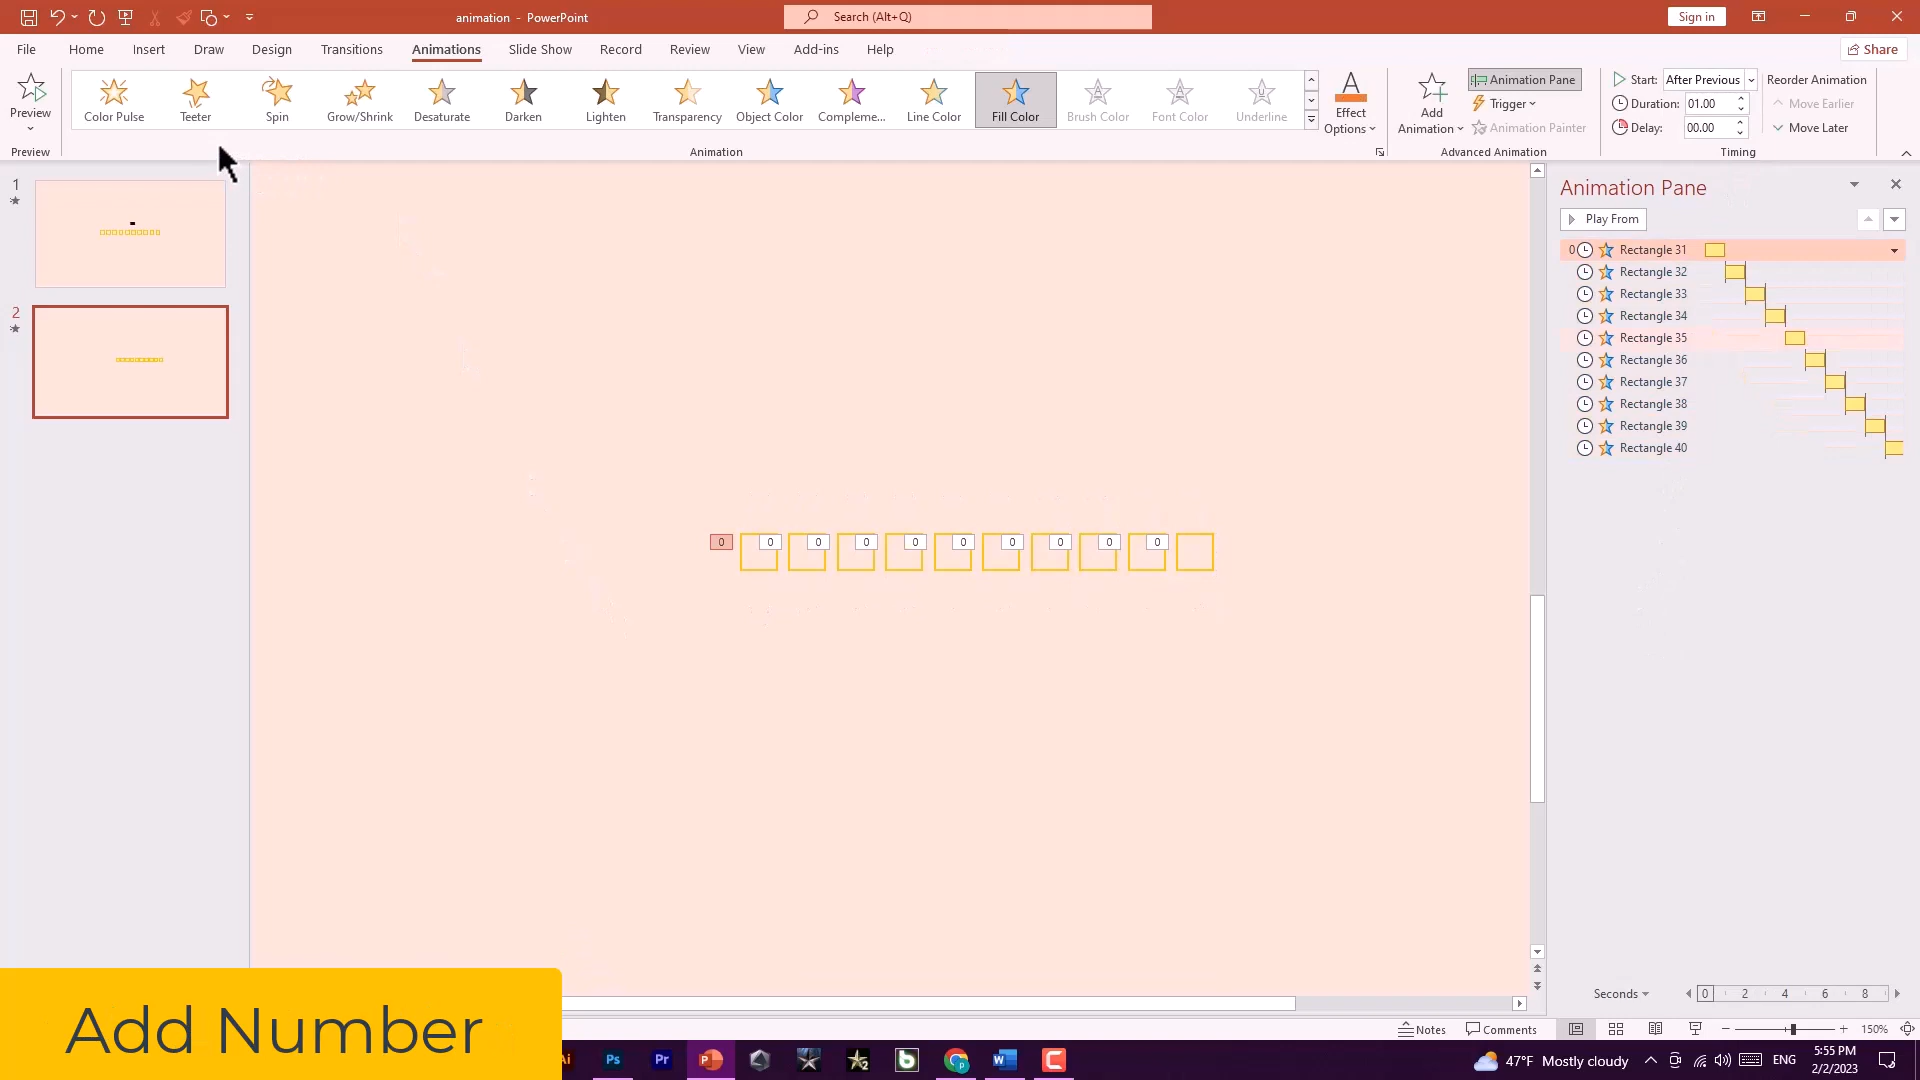 animation - PowerPoint
Search (Alt+Q)
Sign in
File Home Insert Draw Design Transitions Animations Slide Show Record Review View Add-ins Help
Share
Preview
Color Pulse Teeter Spin Grow/Shrink Desaturate Darken Lighten Transparency Object Color Compleme... Line Color Fill Color Brush Color Font Color Underline
Effect
Options
Add
Animation
Animation Pane
Trigger
Animation Painter
Start: After Previous
Duration: 01.00
Delay: 00.00
Reorder Animation
Move Earlier
Move Later
Preview Animation Advanced Animation Timing
1
2
0 0 0 0 0 0 0 0 0 0
Animation Pane
Play From
0 Rectangle 31
Rectangle 32
Rectangle 33
Rectangle 34
Rectangle 35
Rectangle 36
Rectangle 37
Rectangle 38
Rectangle 39
Rectangle 40
Seconds 0 2 4 6 8
Add Number
Notes Comments 150%
Ai Ps Pr
47°F Mostly cloudy ENG
5:55 PM
2/2/2023